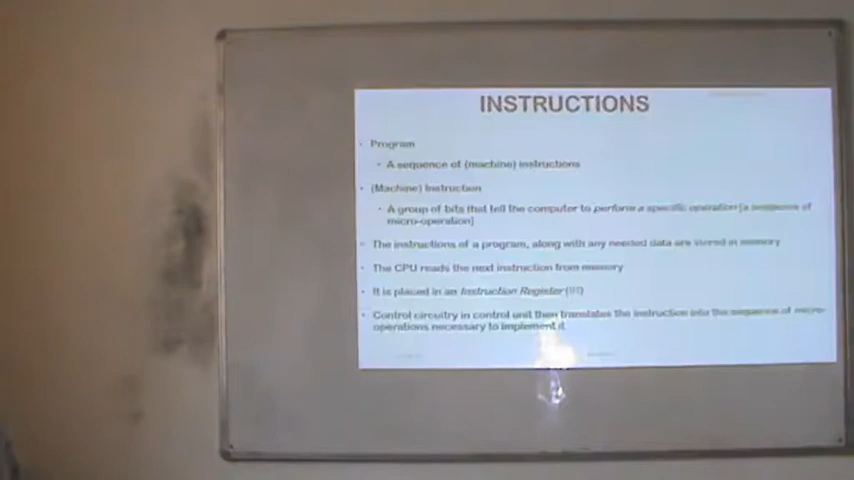 INSTRUCTIONS
• Program
• A sequence of (machine) instructions
• (Machine) Instruction
• A group of bits that tell the computer to perform a specific operation (a sequence of
micro-operation)
• The instructions of a program, along with any needed data are stored in memory
• The CPU reads the next instruction from memory
• It is placed in an Instruction Register (IR)
• Control circuitry in control unit then translates the instruction into the sequence of micro-
operations necessary to implement it